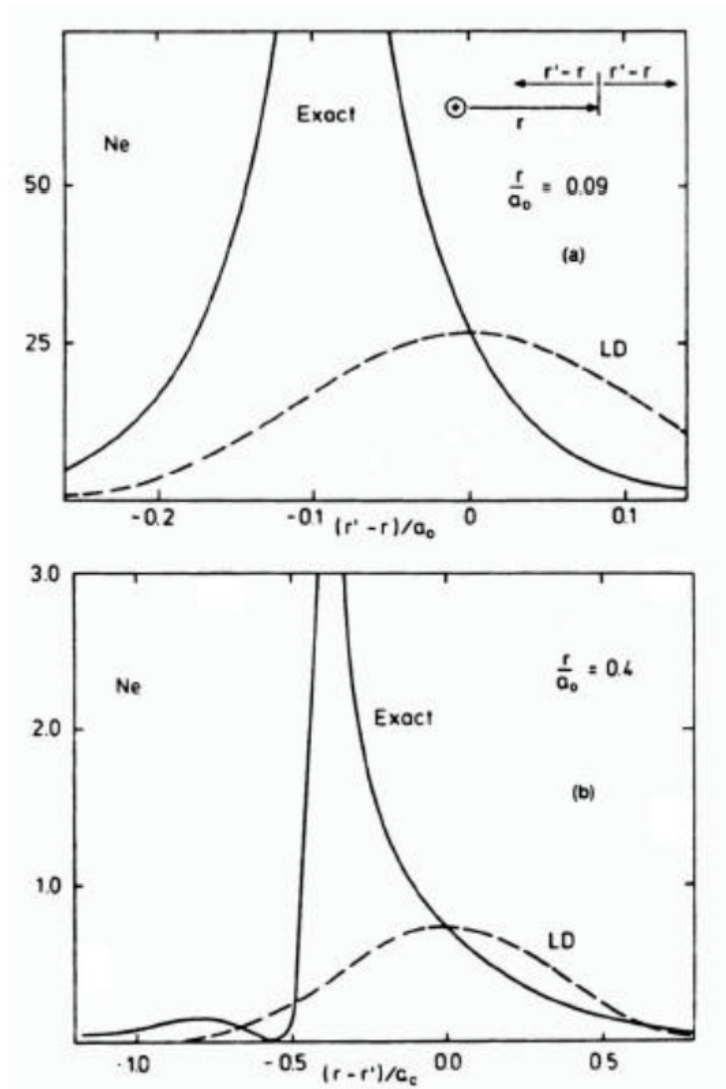 r'-r r'-r
r
Exact
Ne
r/a₀ = 0.09
50
(a)
25
LD
-0.2 -0.1 0 0.1
(r'-r)/a₀
3.0
Ne
r/a₀ = 0.4
Exact
2.0
(b)
1.0
LD
-1.0 -0.5 0.0 0.5
(r-r')/a